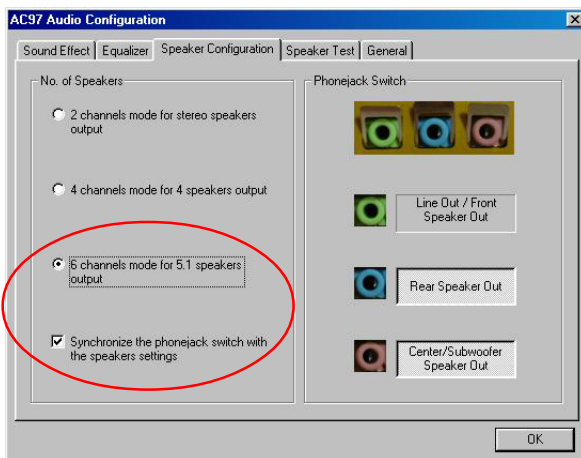 AC97 Audio Configuration
Sound Effect
Equalizer
Speaker Configuration
Speaker Test
General
No. of Speakers
2 channels mode for stereo speakers
output
4 channels mode for 4 speakers output
6 channels mode for 5.1 speakers
output
Synchronize the phonejack switch with
the speakers settings
Phonejack Switch
Line Out / Front
Speaker Out
Rear Speaker Out
Center/Subwoofer
Speaker Out
OK